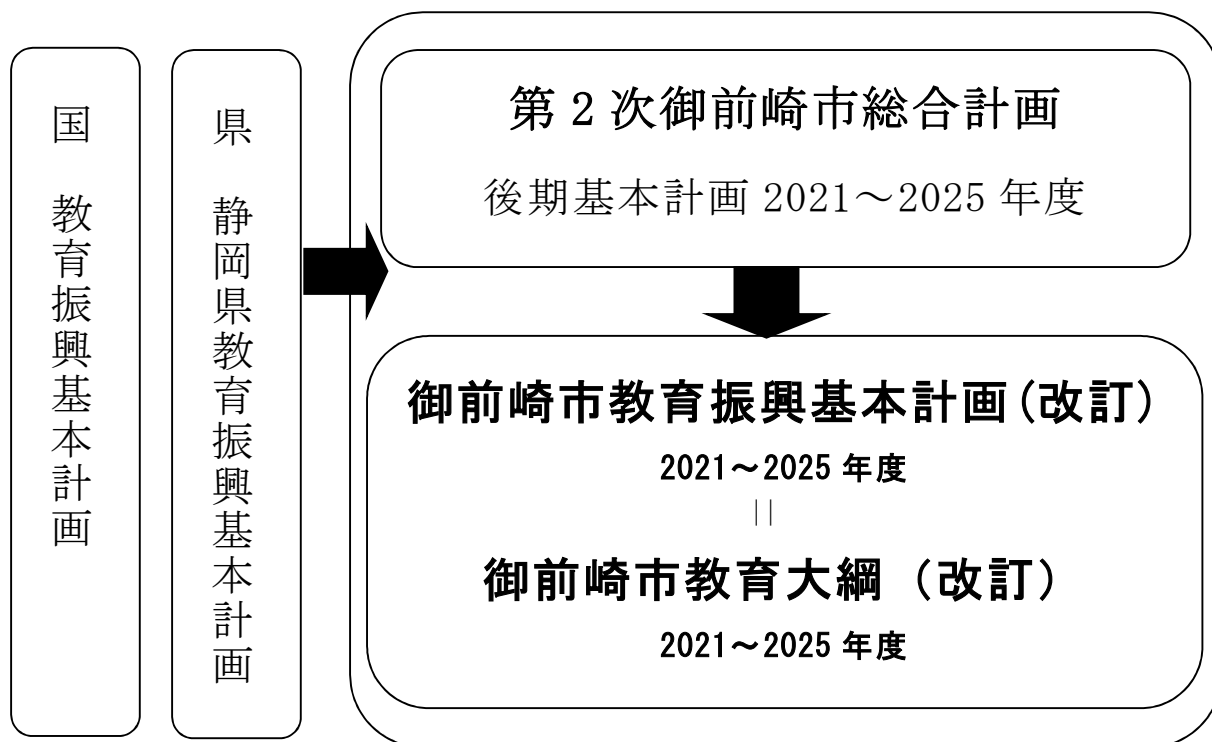 国 教育振興基本計画
県 静岡県教育振興基本計画
第２次御前崎市総合計画
後期基本計画 2021～2025 年度
御前崎市教育振興基本計画(改訂)
2021～2025 年度
||
御前崎市教育大綱（改訂）
2021～2025 年度